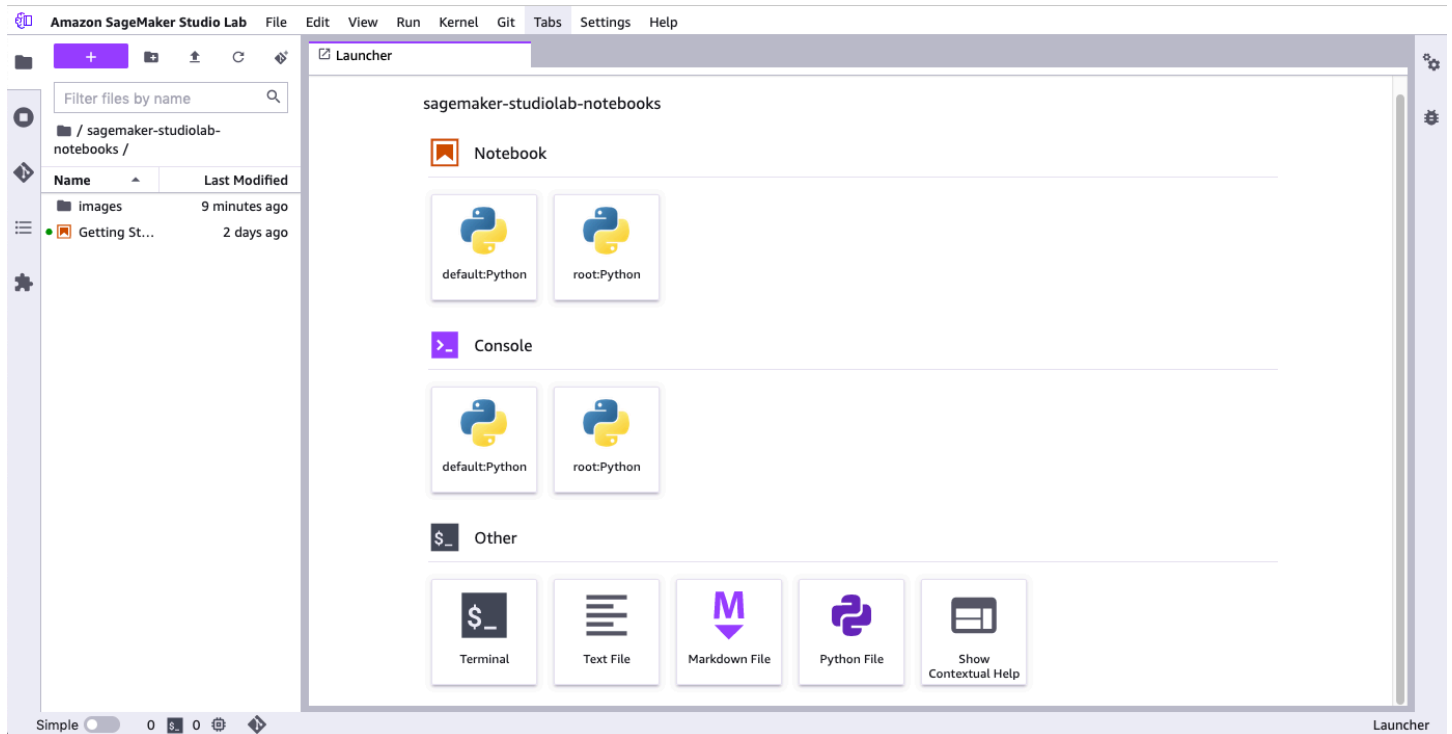 Amazon SageMaker Studio Lab File Edit View Run Kernel Git Tabs Settings Help
+
Filter files by name
/ sagemaker-studiolab-
notebooks /
Name Last Modified
images 9 minutes ago
Getting St... 2 days ago
Launcher
sagemaker-studiolab-notebooks
Notebook
default:Python root:Python
>_ Console
default:Python root:Python
$_ Other
$_
M
Terminal Text File Markdown File Python File Show
Contextual Help
Simple 0 $_ 0 Launcher